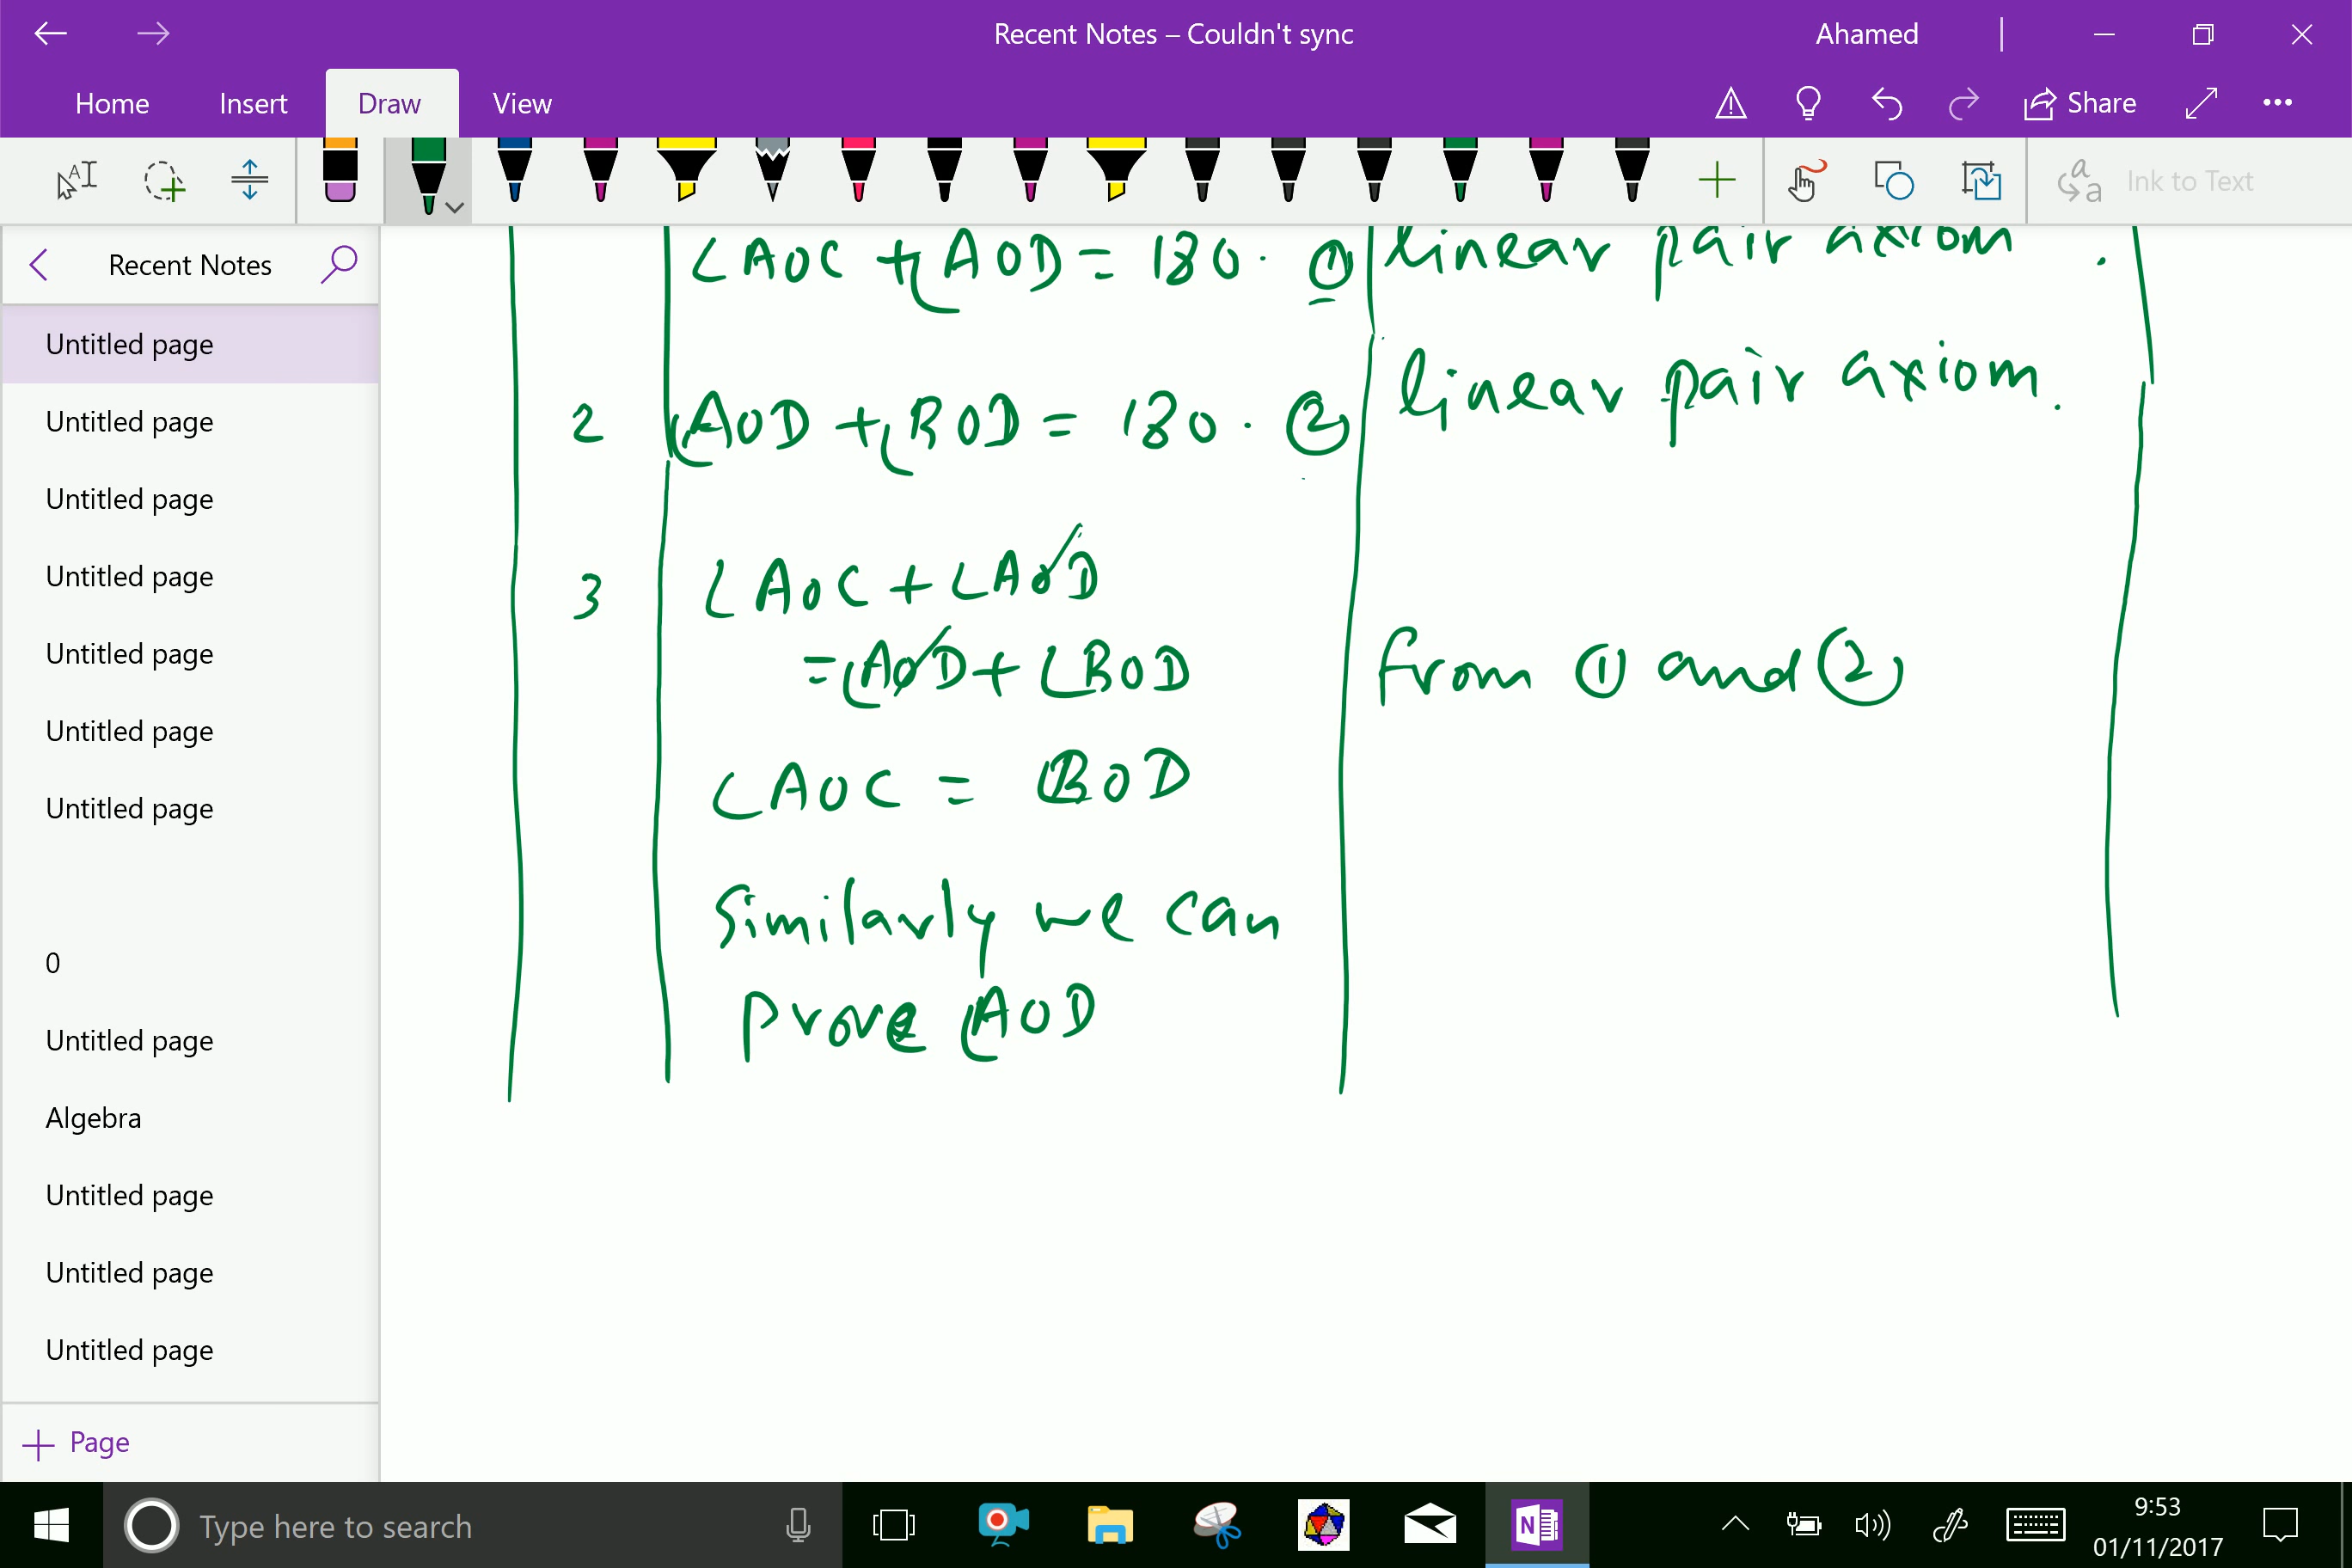 Recent Notes – Couldn't sync
Ahamed
Home Insert Draw View
Share
Ink to Text
Recent Notes
Untitled page
Untitled page
Untitled page
Untitled page
Untitled page
Untitled page
Untitled page
0
Untitled page
Algebra
Untitled page
Untitled page
Untitled page
+ Page
∠AOC + ∠AOD = 180. ① linear pair axiom.
2 ∠AOD + ∠BOD = 180. ② linear pair axiom.
3 ∠AOC + ∠AOD
= ∠AOD + ∠BOD from ① and ②
∠AOC = ∠BOD
Similarly we can
prove ∠AOD
Type here to search
9:53
01/11/2017